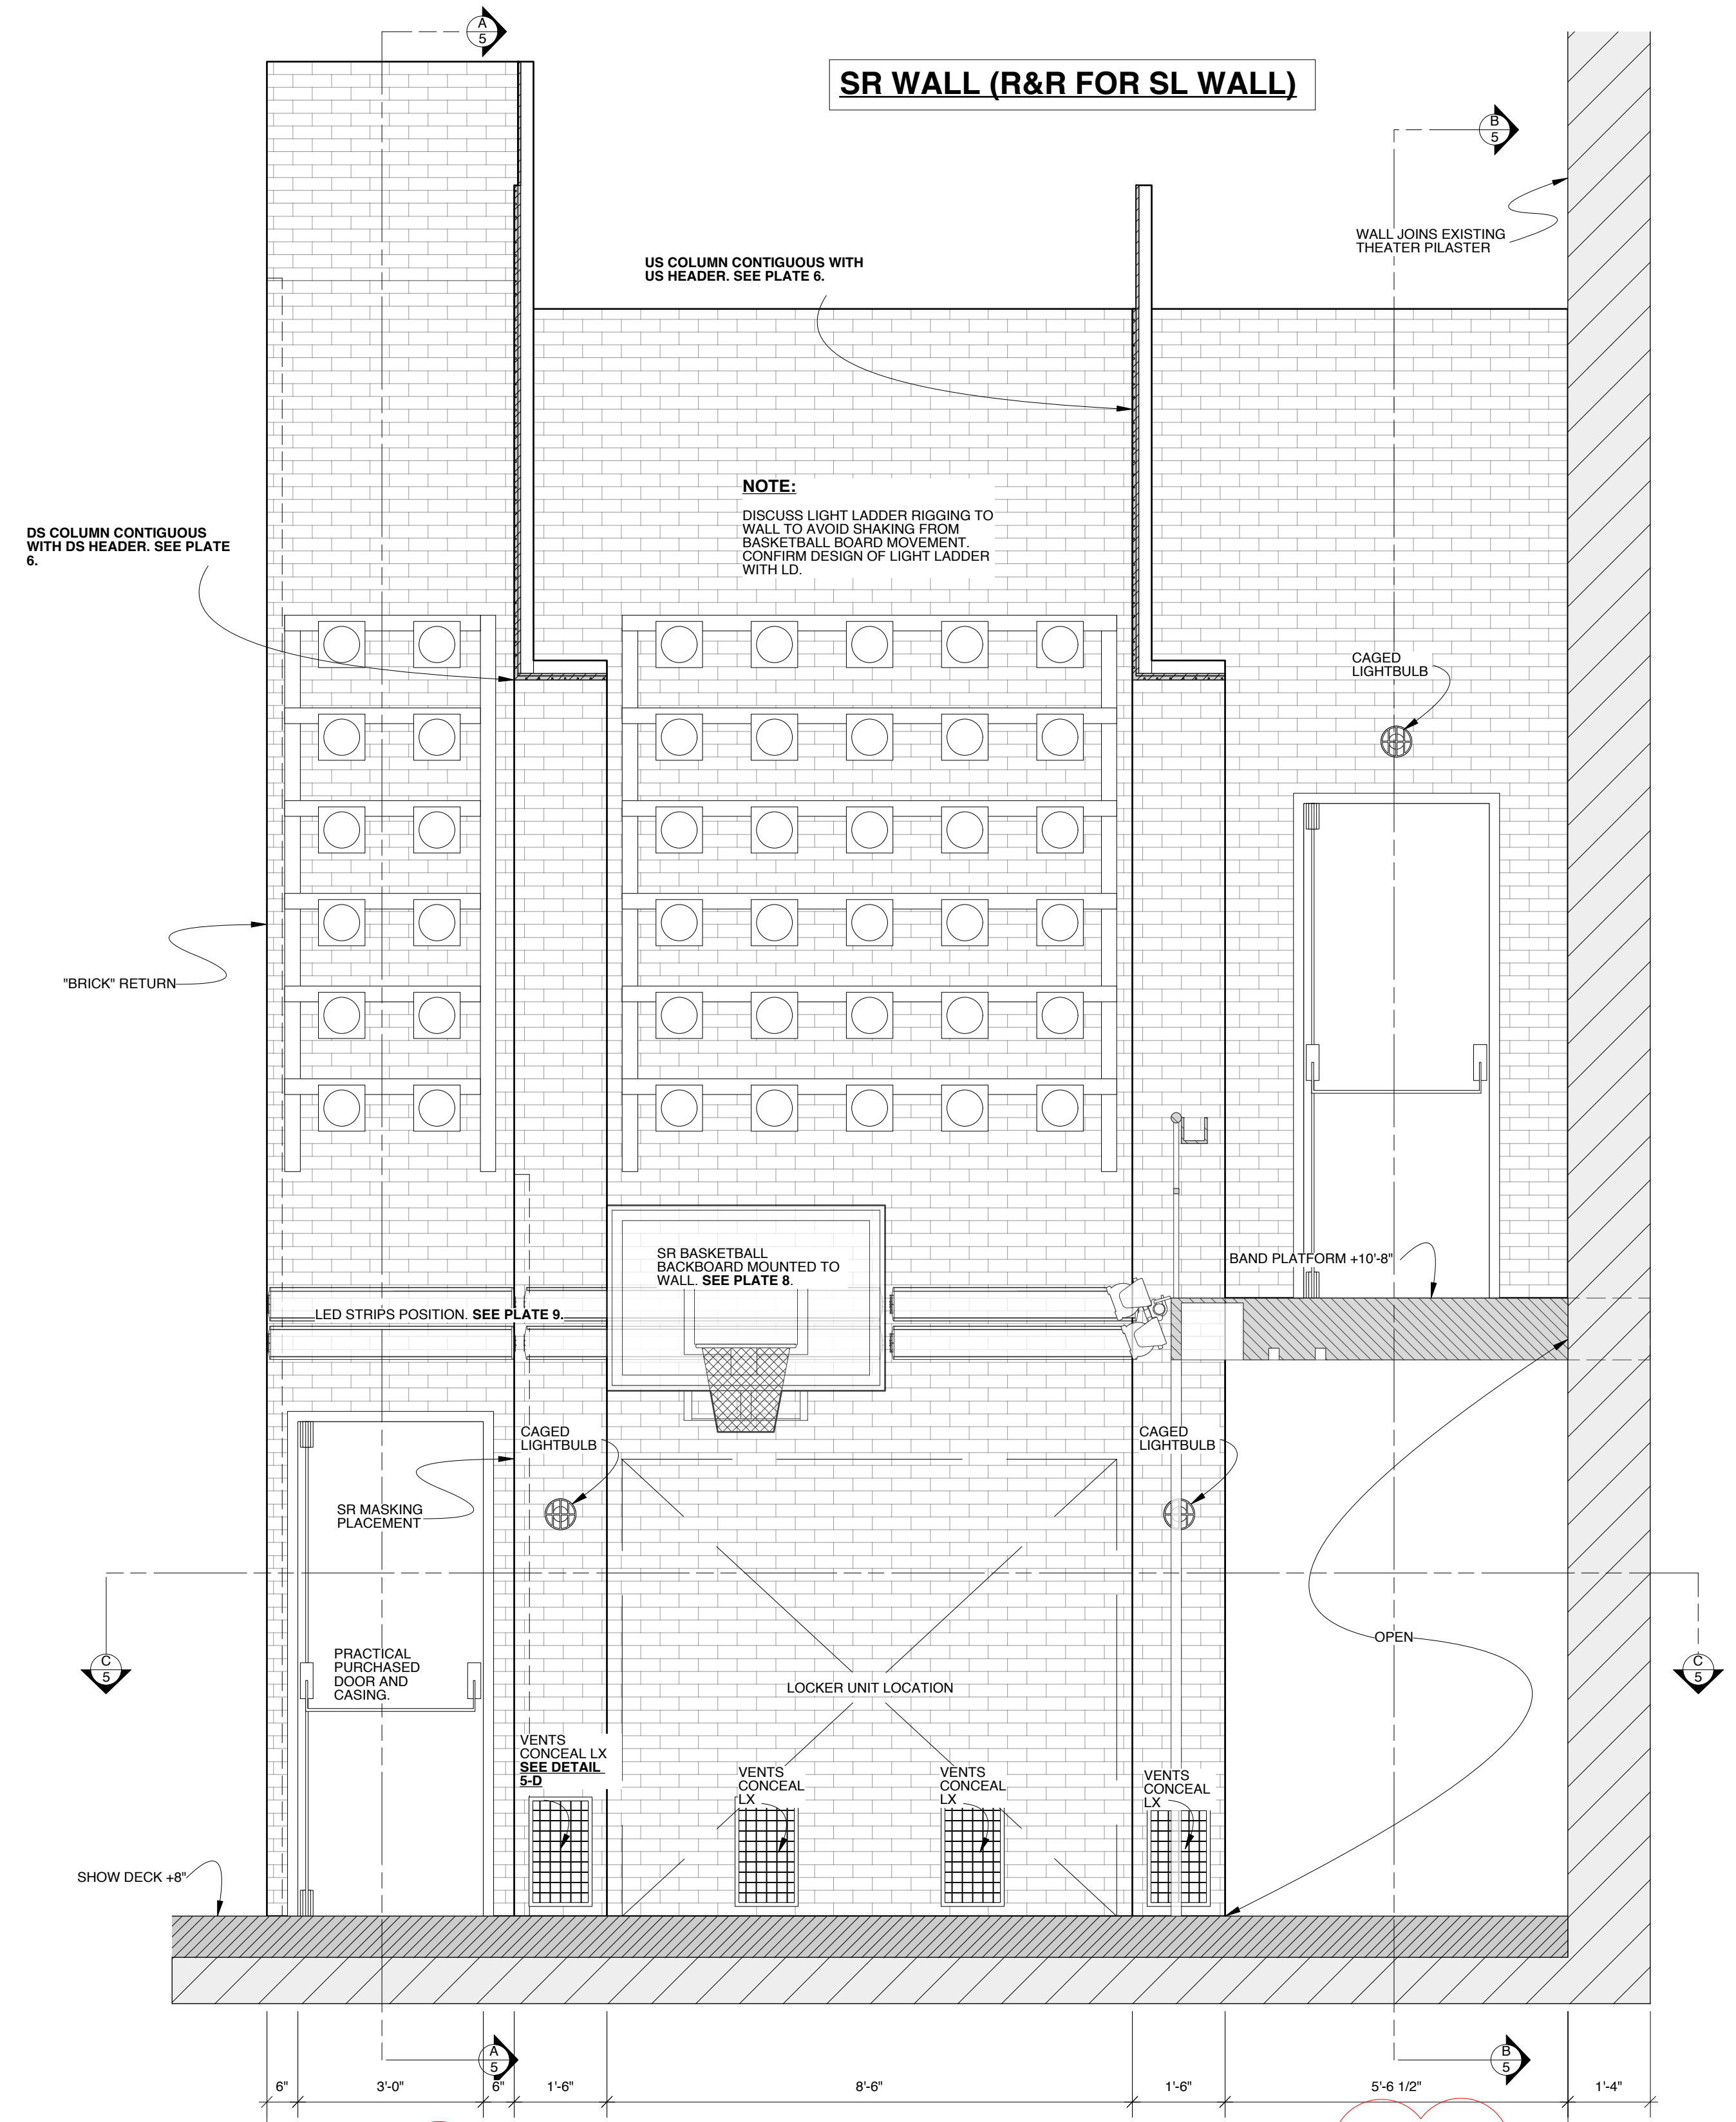 A
5
SR WALL (R&R FOR SL WALL)
B
5
WALL JOINS EXISTING
THEATER PILASTER
US COLUMN CONTIGUOUS WITH
US HEADER. SEE PLATE 6.
NOTE:
DISCUSS LIGHT LADDER RIGGING TO
WALL TO AVOID SHAKING FROM
BASKETBALL BOARD MOVEMENT.
CONFIRM DESIGN OF LIGHT LADDER
WITH LD.
DS COLUMN CONTIGUOUS
WITH DS HEADER. SEE PLATE
6.
CAGED
LIGHTBULB
"BRICK" RETURN
SR BASKETBALL
BACKBOARD MOUNTED TO
WALL. SEE PLATE 8.
BAND PLATFORM +10'-8"
LED STRIPS POSITION. SEE PLATE 9.
CAGED
LIGHTBULB
CAGED
LIGHTBULB
SR MASKING
PLACEMENT
OPEN
C
5
C
5
PRACTICAL
PURCHASED
DOOR AND
CASING.
LOCKER UNIT LOCATION
VENTS
CONCEAL LX
SEE DETAIL
5-D
VENTS
CONCEAL
LX
VENTS
CONCEAL
LX
VENTS
CONCEAL
LX
SHOW DECK +8"
A
5
B
5
6"
3'-0"
6"
1'-6"
8'-6"
1'-6"
5'-6 1/2"
1'-4"